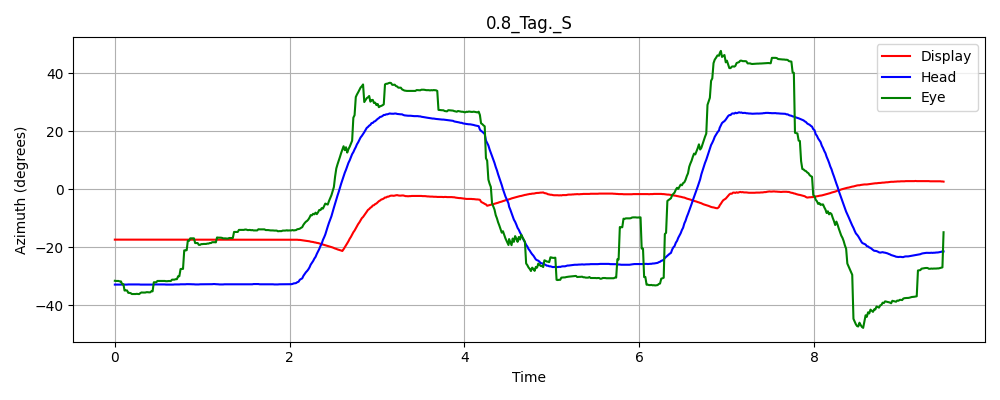 0.8_Tag._S
Display
Head
Eye
Azimuth (degrees)
40
20
0
−20
−40
0 2 4 6 8
Time